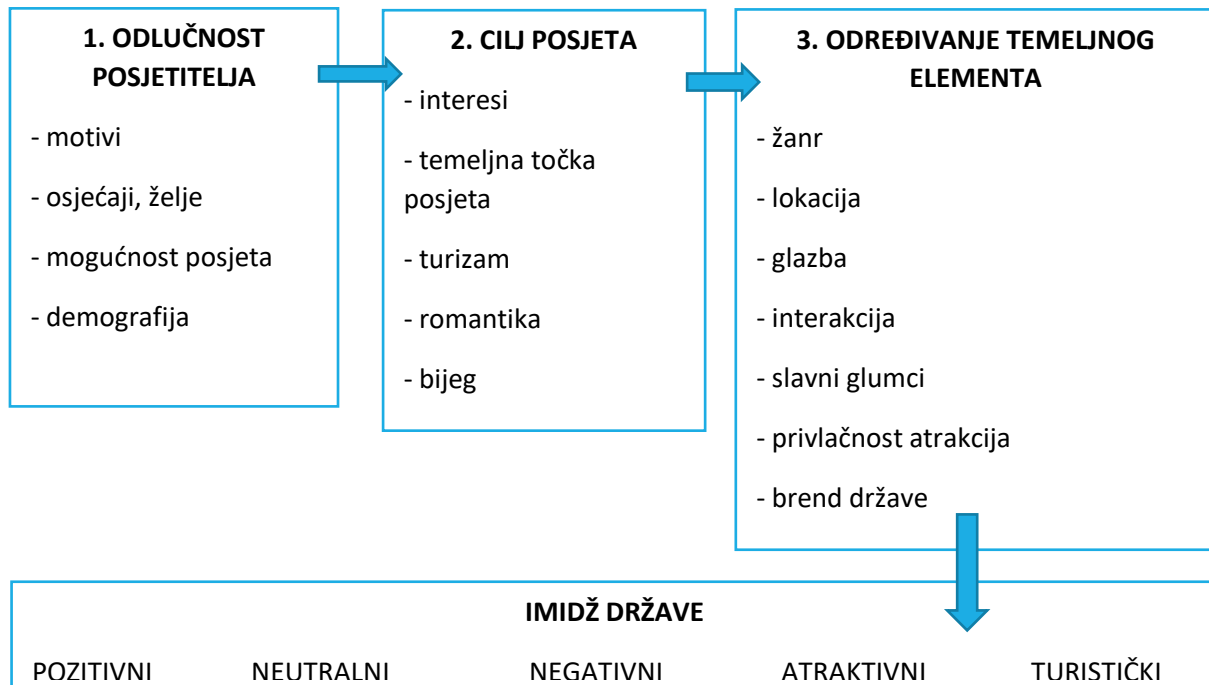 1. ODLUČNOST
POSJETITELJA
- motivi
- osjećaji, želje
- mogućnost posjeta
- demografija
2. CILJ POSJETA
- interesi
- temeljna točka
posjeta
- turizam
- romantika
- bijeg
3. ODREĐIVANJE TEMELJNOG
ELEMENTA
- žanr
- lokacija
- glazba
- interakcija
- slavni glumci
- privlačnost atrakcija
- brend države
IMIDŽ DRŽAVE
POZITIVNI NEUTRALNI NEGATIVNI ATRAKTIVNI TURISTIČKI